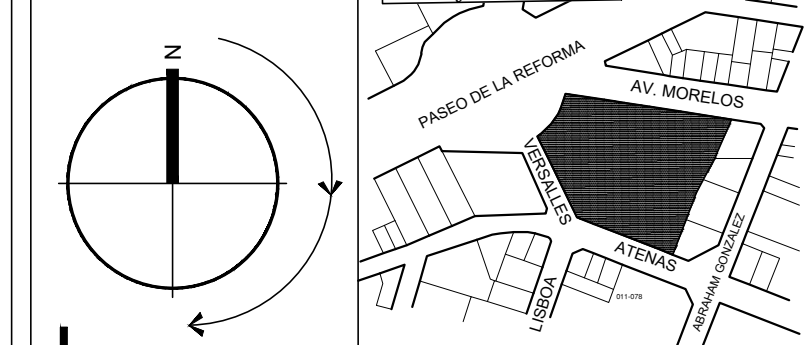 N
PASEO DE LA REFORMA
AV. MORELOS
VERSALLES
ATENAS
ABRAHAM GONZALEZ
LISBOA
011-078